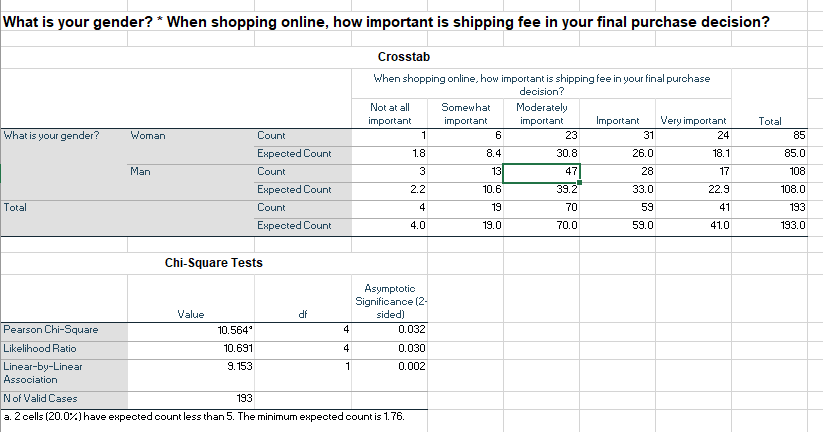 What is your gender? * When shopping online, how important is shipping fee in your final purchase decision?
Crosstab
When shopping online, how important is shipping fee in your final purchase
decision?
Not at all important Somewhat important Moderately important Important Very important Total
What is your gender? Woman Count 1 6 23 31 24 85
Expected Count 1.8 8.4 30.8 26.0 18.1 85.0
Man Count 3 13 47 28 17 108
Expected Count 2.2 10.6 39.2 33.0 22.9 108.0
Total Count 4 19 70 59 41 193
Expected Count 4.0 19.0 70.0 59.0 41.0 193.0
Chi-Square Tests
Value df Asymptotic Significance (2-sided)
Pearson Chi-Square 10.564ᵃ 4 0.032
Likelihood Ratio 10.691 4 0.030
Linear-by-Linear Association 9.153 1 0.002
N of Valid Cases 193
a. 2 cells (20.0%) have expected count less than 5. The minimum expected count is 1.76.